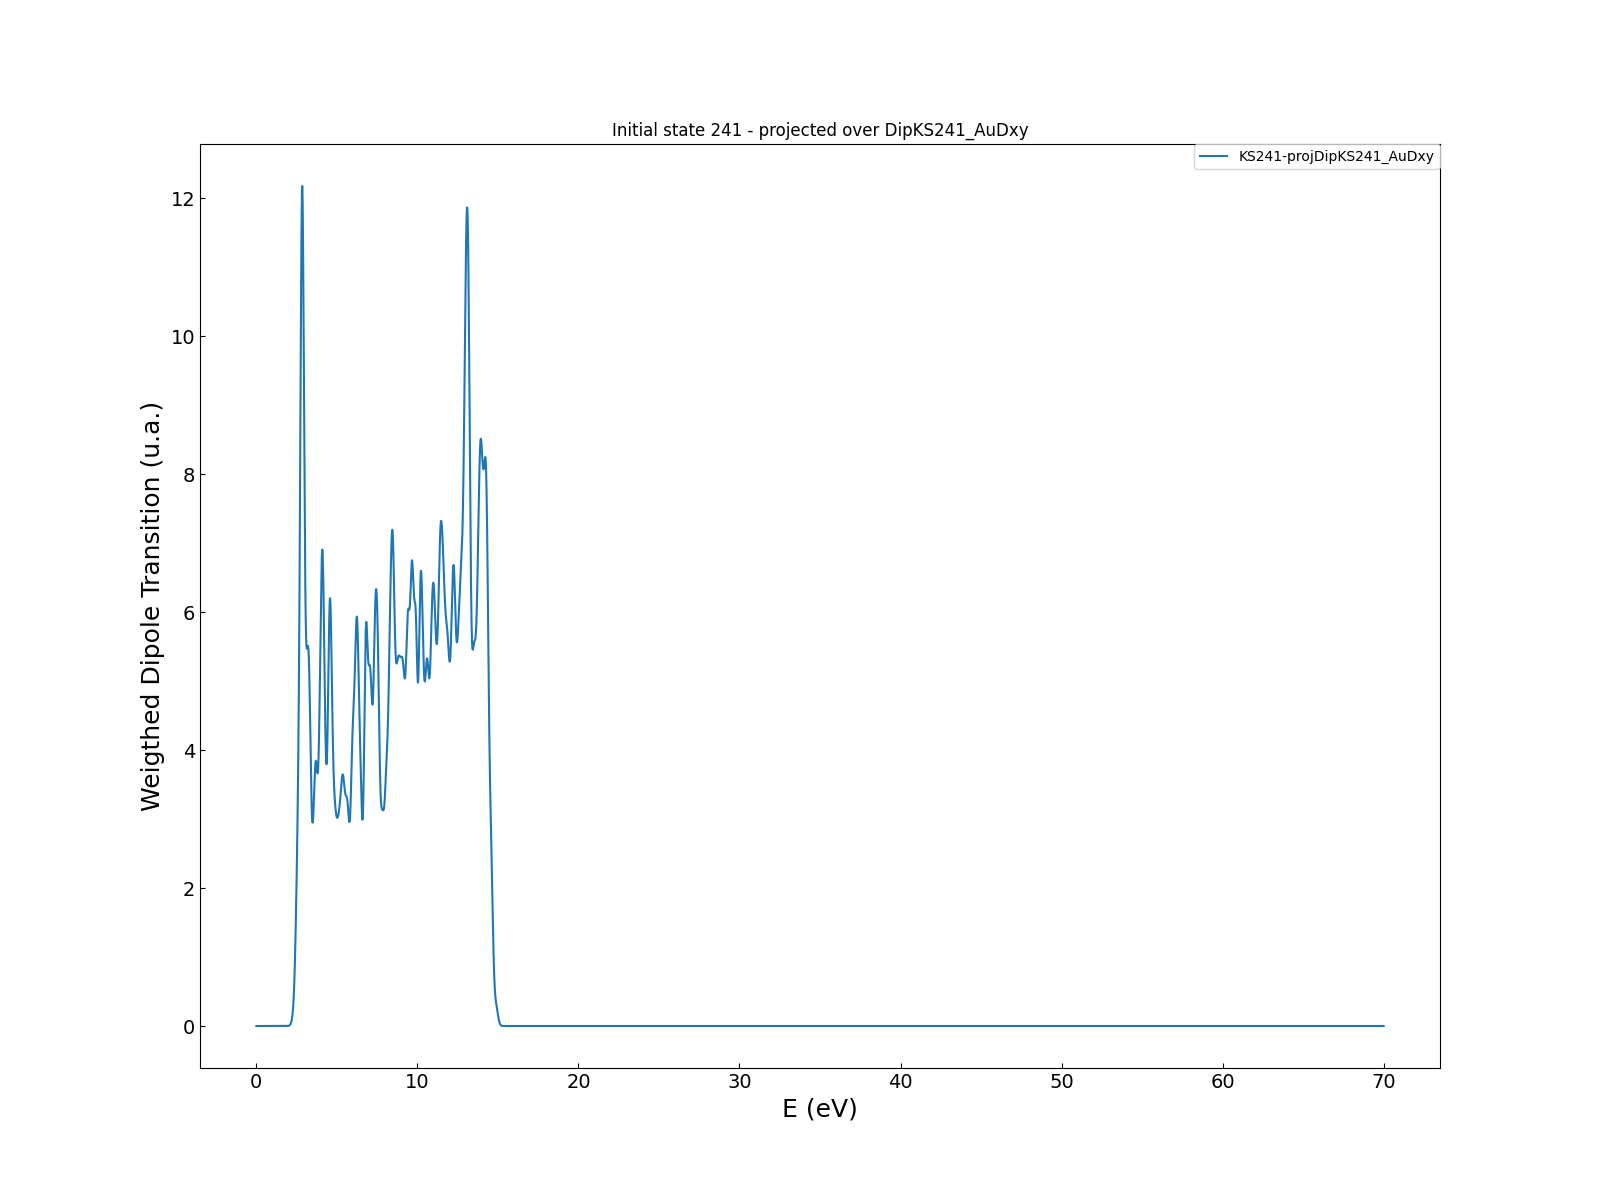 Initial state 241 - projected over DipKS241_AuDxy
KS241-projDipKS241_AuDxy
12
10
8
6
4
2
0
Weigthed Dipole Transition (u.a.)
0 10 20 30 40 50 60 70
E (eV)